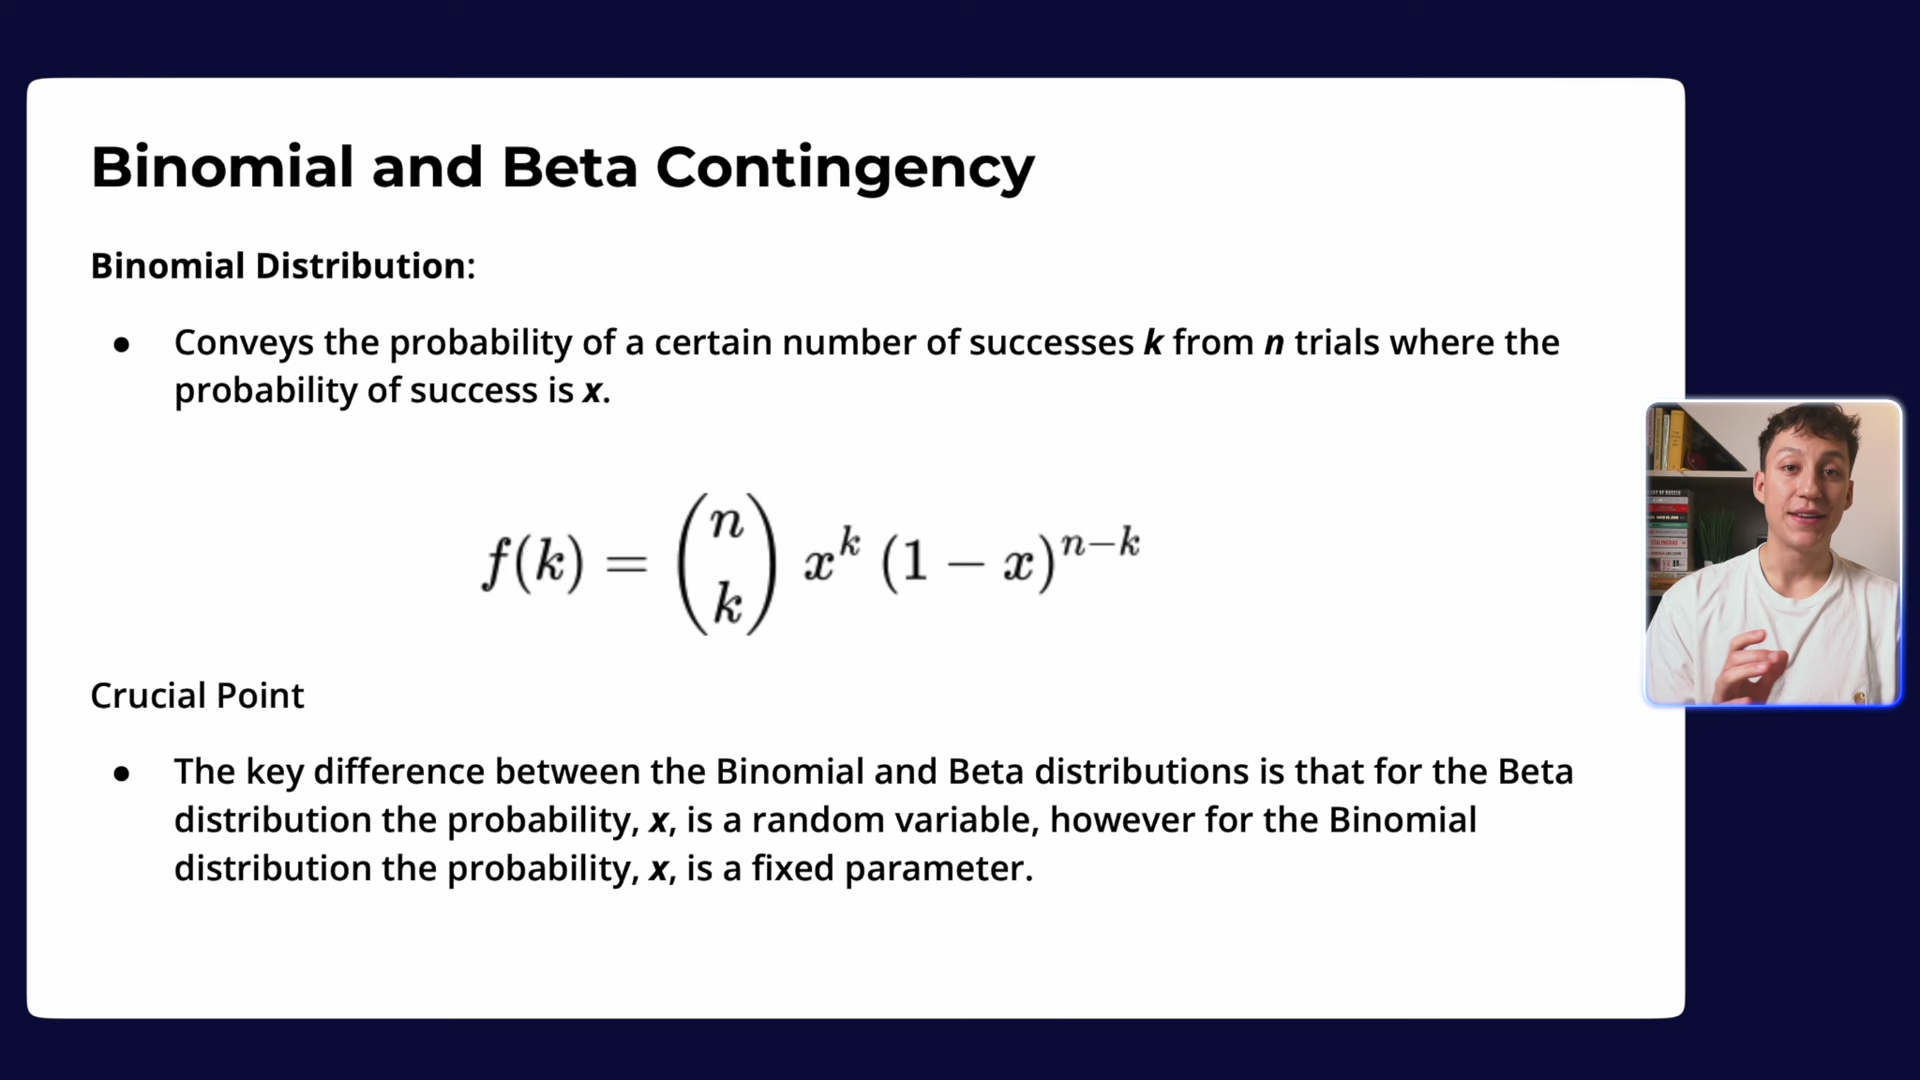 Binomial and Beta Contingency
Binomial Distribution:
● Conveys the probability of a certain number of successes k from n trials where the
probability of success is x.
f(k) = (n k) x^k (1 − x)^{n−k}
Crucial Point
● The key difference between the Binomial and Beta distributions is that for the Beta
distribution the probability, x, is a random variable, however for the Binomial
distribution the probability, x, is a fixed parameter.